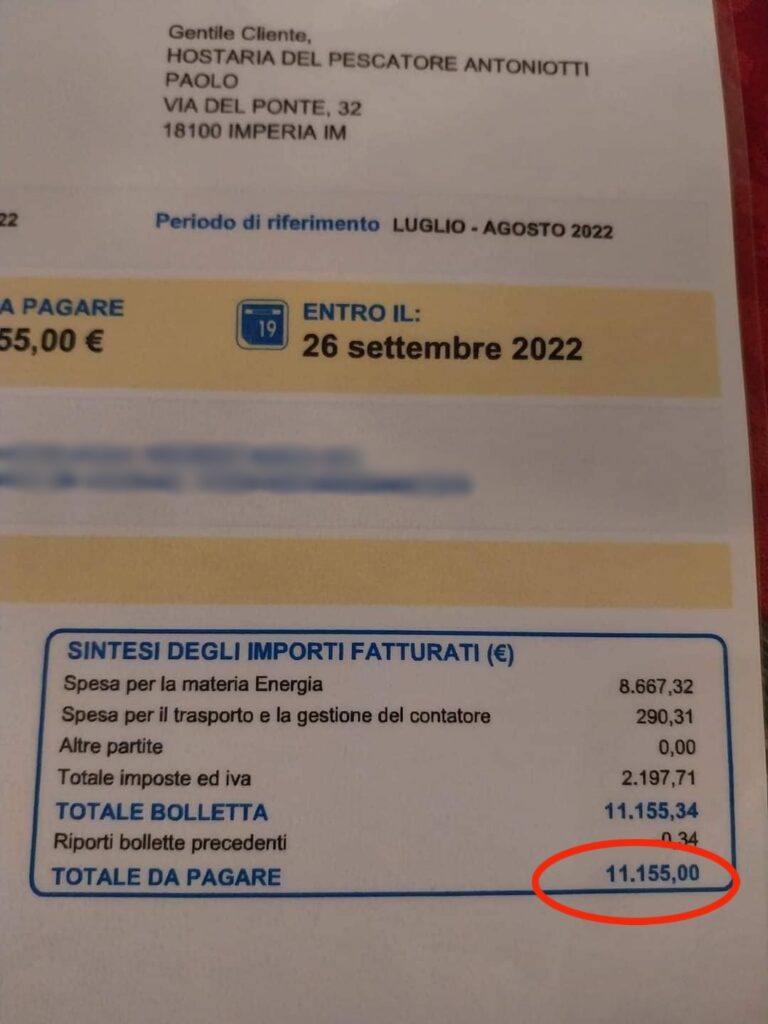 Gentile Cliente,
HOSTARIA DEL PESCATORE ANTONIOTTI
PAOLO
VIA DEL PONTE, 32
18100 IMPERIA IM
22
Periodo di riferimento LUGLIO - AGOSTO 2022
A PAGARE
55,00 €
19
ENTRO IL:
26 settembre 2022
SINTESI DEGLI IMPORTI FATTURATI (€)
Spesa per la materia Energia 8.667,32
Spesa per il trasporto e la gestione del contatore 290,31
Altre partite 0,00
Totale imposte ed iva 2.197,71
TOTALE BOLLETTA 11.155,34
Riporti bollette precedenti 0,34
TOTALE DA PAGARE 11.155,00